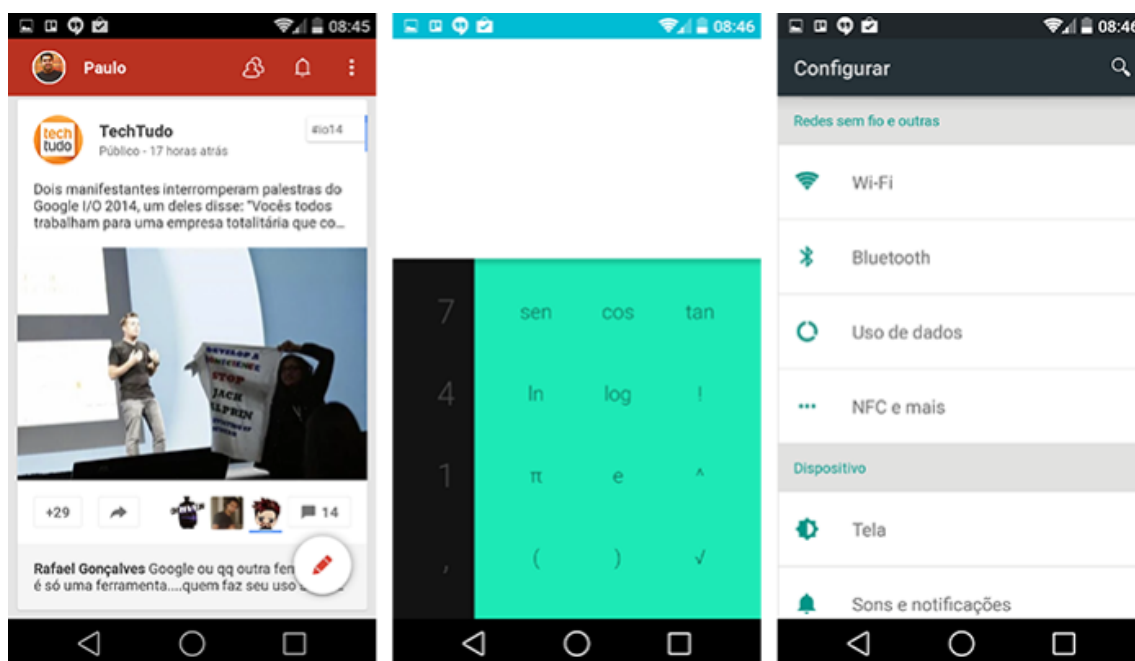 08:45
Paulo
tech
tudo
TechTudo
#io14
Público - 17 horas atrás
Dois manifestantes interromperam palestras do
Google I/O 2014, um deles disse: "Vocês todos
trabalham para uma empresa totalitária que co...
DEVELOP A
CONSCIENCE
STOP
JACK
HALPRIN
+29
14
Rafael Gonçalves Google ou qq outra fer
é só uma ferramenta....quem faz seu uso
08:46
7
sen
cos
tan
4
ln
log
!
1
π
e
^
,
(
)
√
08:46
Configurar
Redes sem fio e outras
Wi-Fi
Bluetooth
Uso de dados
NFC e mais
Dispositivo
Tela
Sons e notificações